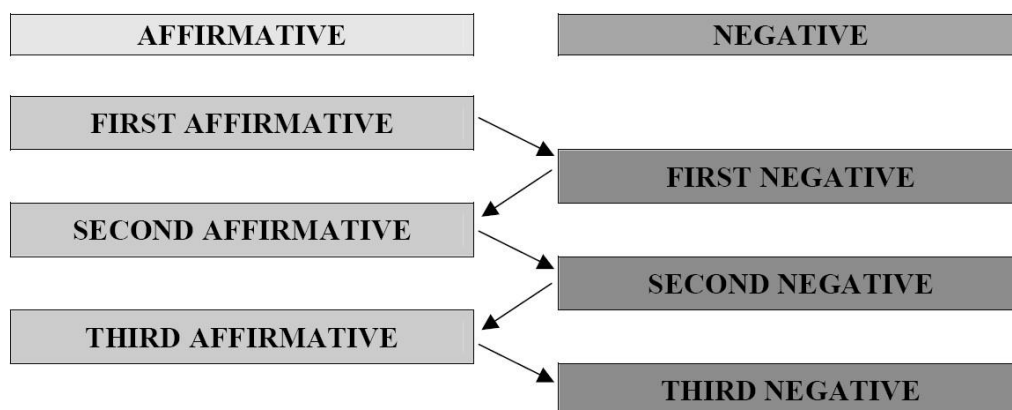 AFFIRMATIVE
NEGATIVE
FIRST AFFIRMATIVE
FIRST NEGATIVE
SECOND AFFIRMATIVE
SECOND NEGATIVE
THIRD AFFIRMATIVE
THIRD NEGATIVE